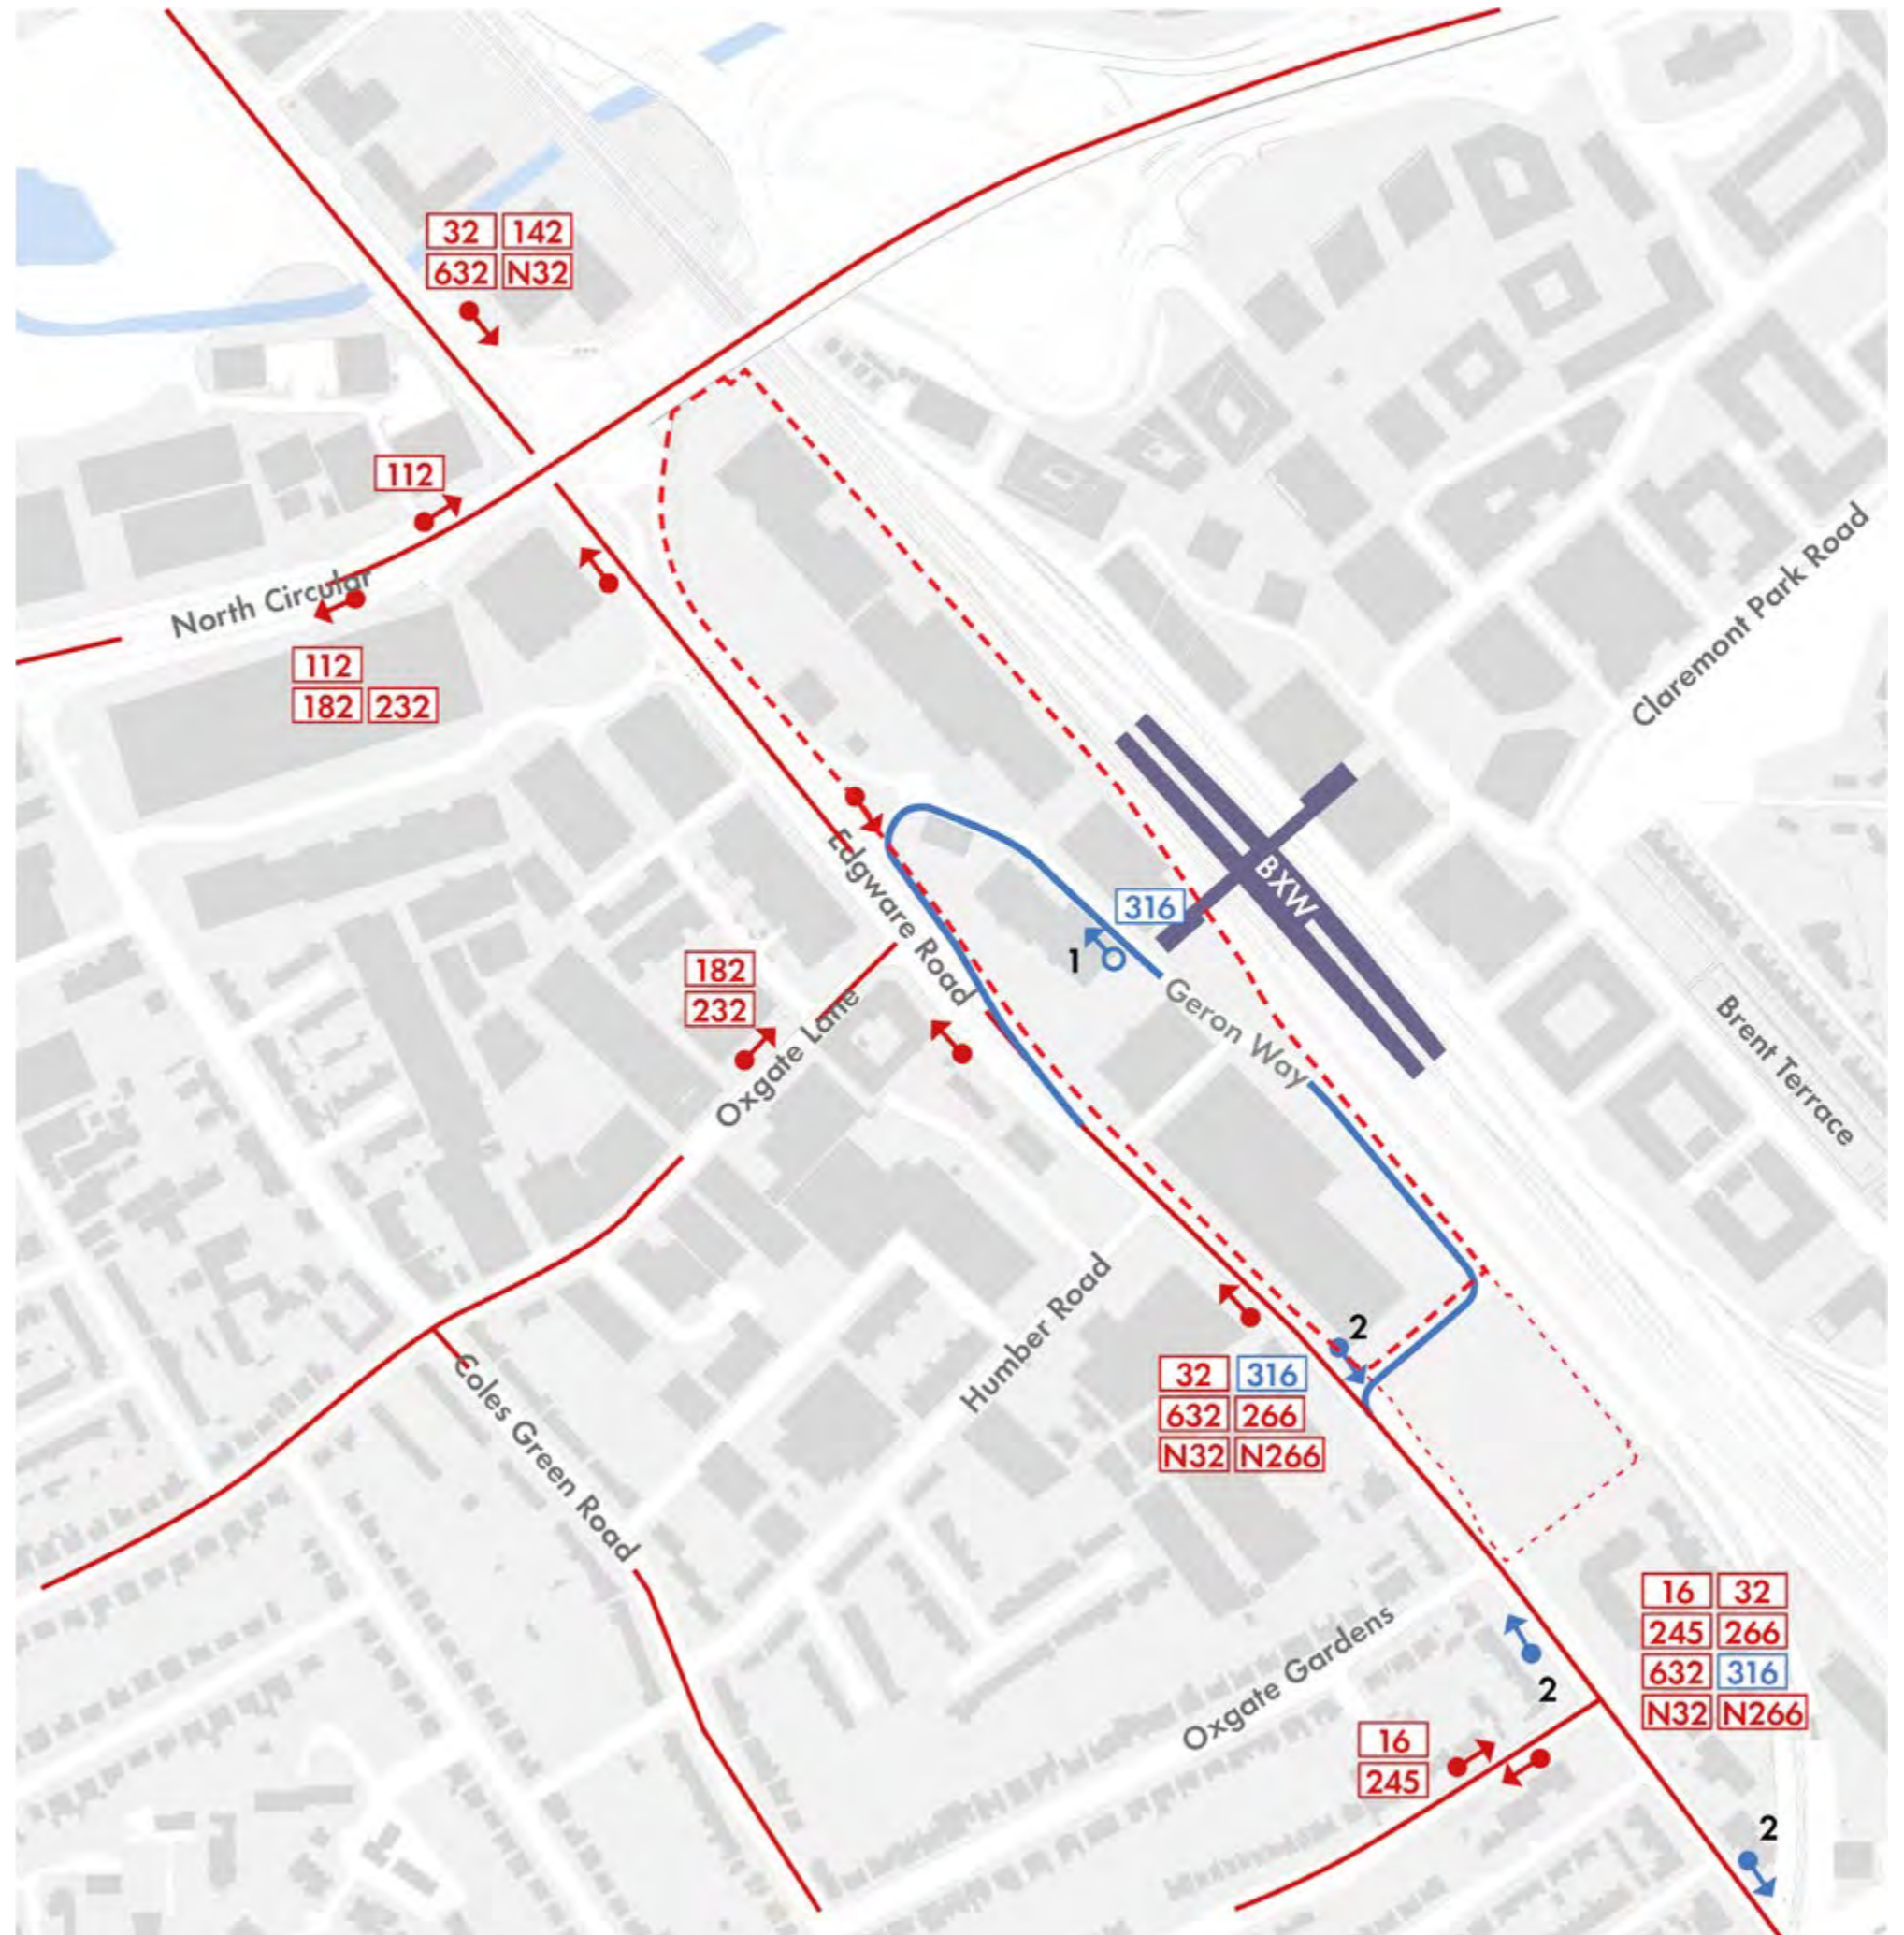 32 142
632 N32
112
North Circular
112
182 232
Claremont Park Road
Edgware Road
BXW
316
1
182
232
Oxgate Lane
Geron Way
Brent Terrace
Humber Road
2
32 316
632 266
N32 N266
Coles Green Road
16 32
245 266
632 316
N32 N266
Oxgate Gardens
2
16
245
2